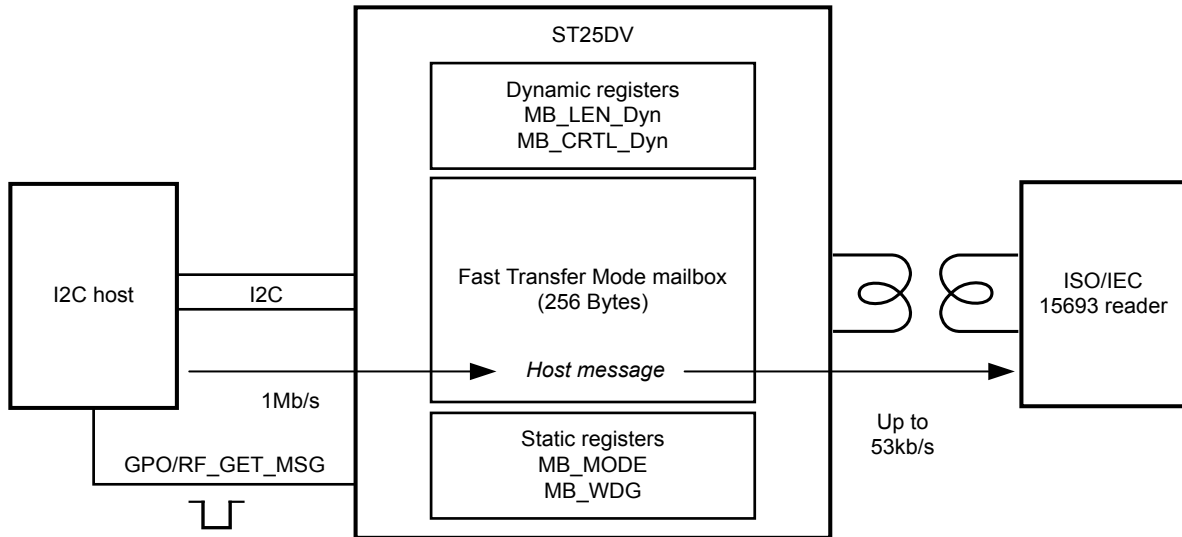 ST25DV
Dynamic registers
MB_LEN_Dyn
MB_CRTL_Dyn
I2C host
I2C
Fast Transfer Mode mailbox
(256 Bytes)
ISO/IEC
15693 reader
Host message
1Mb/s
Up to
53kb/s
GPO/RF_GET_MSG
Static registers
MB_MODE
MB_WDG